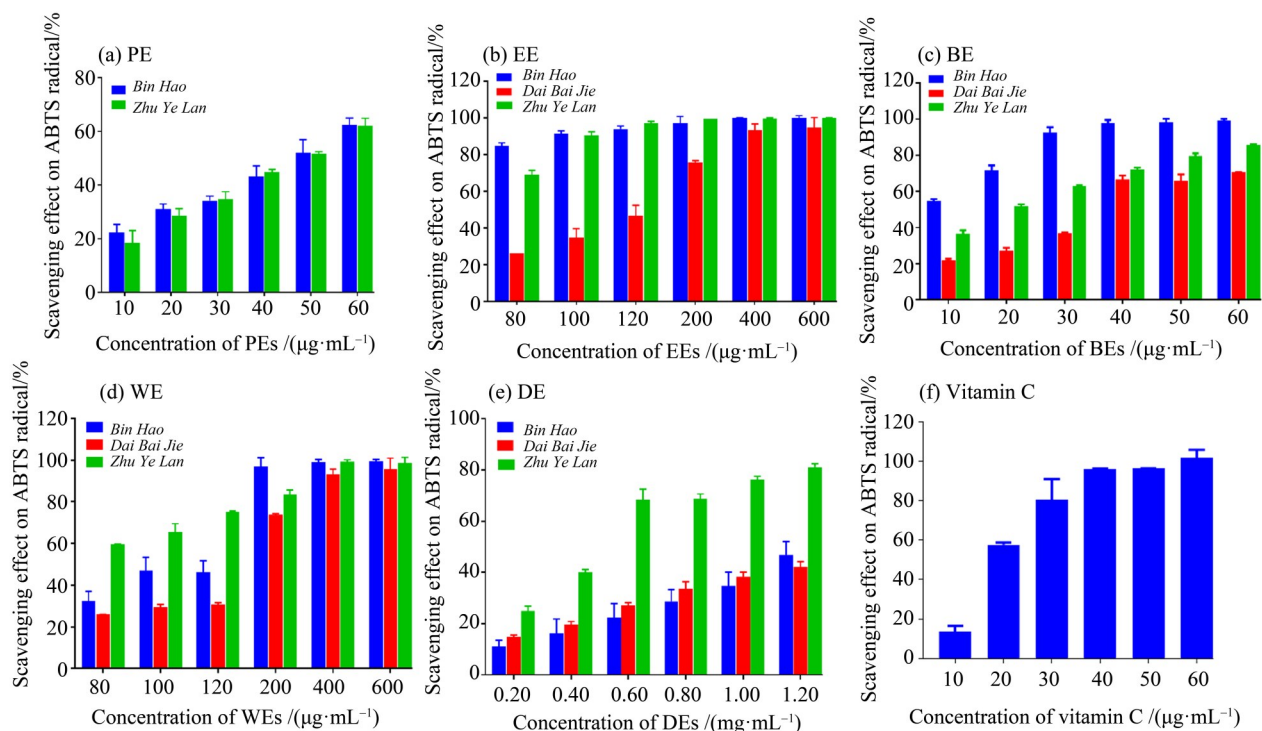 (a) PE
Bin Hao
Zhu Ye Lan
Scavenging effect on ABTS radical/%
80
60
40
20
0
10 20 30 40 50 60
Concentration of PEs /(μg·mL⁻¹)
(b) EE
Bin Hao
Dai Bai Jie
Zhu Ye Lan
Scavenging effect on ABTS radical/%
120
100
80
60
40
20
0
80 100 120 200 400 600
Concentration of EEs /(μg·mL⁻¹)
(c) BE
Bin Hao
Dai Bai Jie
Zhu Ye Lan
Scavenging effect on ABTS radical/%
120
100
80
60
40
20
0
10 20 30 40 50 60
Concentration of BEs /(μg·mL⁻¹)
(d) WE
Bin Hao
Dai Bai Jie
Zhu Ye Lan
Scavenging effect on ABTS radical/%
120
100
80
60
40
20
0
80 100 120 200 400 600
Concentration of WEs /(μg·mL⁻¹)
(e) DE
Bin Hao
Dai Bai Jie
Zhu Ye Lan
Scavenging effect on ABTS radical/%
100
80
60
40
20
0
0.20 0.40 0.60 0.80 1.00 1.20
Concentration of DEs /(mg·mL⁻¹)
(f) Vitamin C
Scavenging effect on ABTS radical/%
120
100
80
60
40
20
0
10 20 30 40 50 60
Concentration of vitamin C /(μg·mL⁻¹)